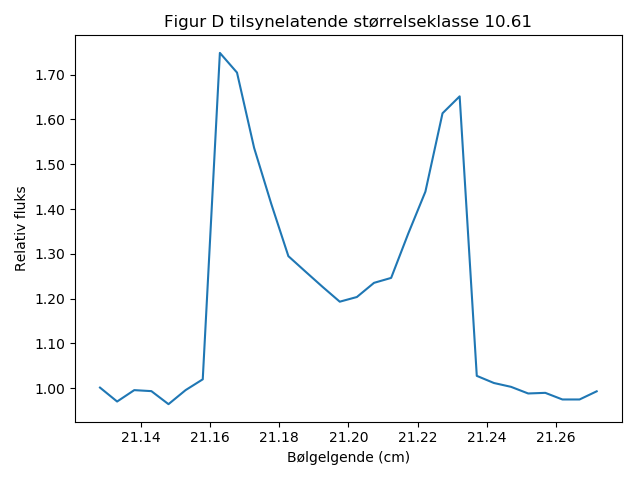 Figur D tilsynelatende størrelseklasse 10.61
Relativ fluks
1.70
1.60
1.50
1.40
1.30
1.20
1.10
1.00
21.14 21.16 21.18 21.20 21.22 21.24 21.26
Bølgelgende (cm)